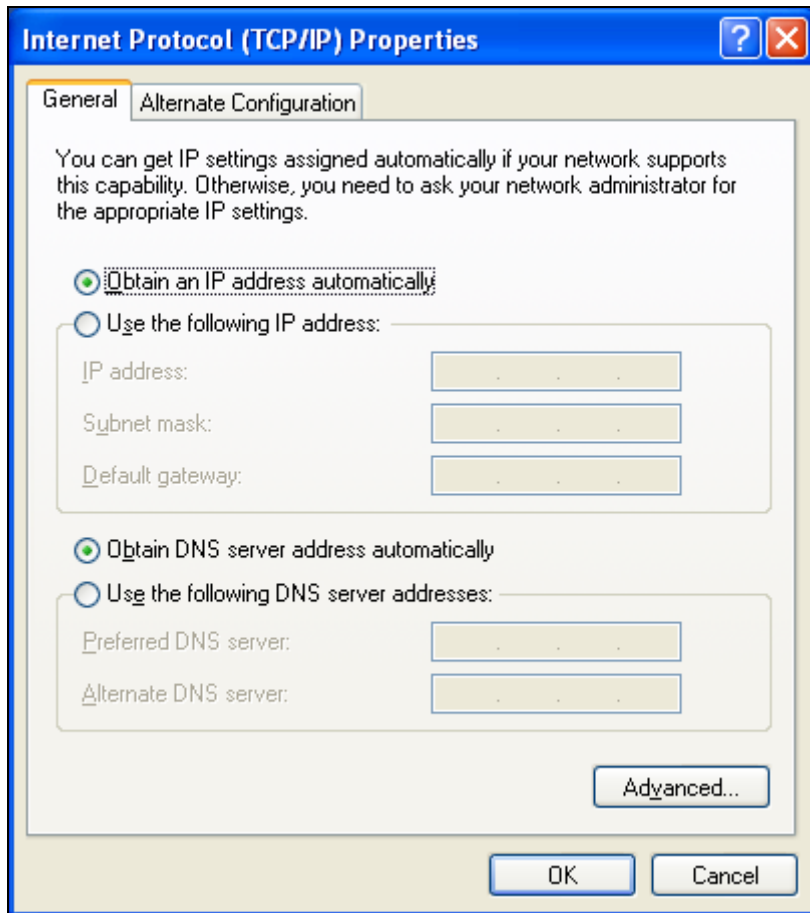 Internet Protocol (TCP/IP) Properties
General
Alternate Configuration
You can get IP settings assigned automatically if your network supports
this capability. Otherwise, you need to ask your network administrator for
the appropriate IP settings.
Obtain an IP address automatically
Use the following IP address:
IP address:
Subnet mask:
Default gateway:
Obtain DNS server address automatically
Use the following DNS server addresses:
Preferred DNS server:
Alternate DNS server:
Advanced...
OK
Cancel